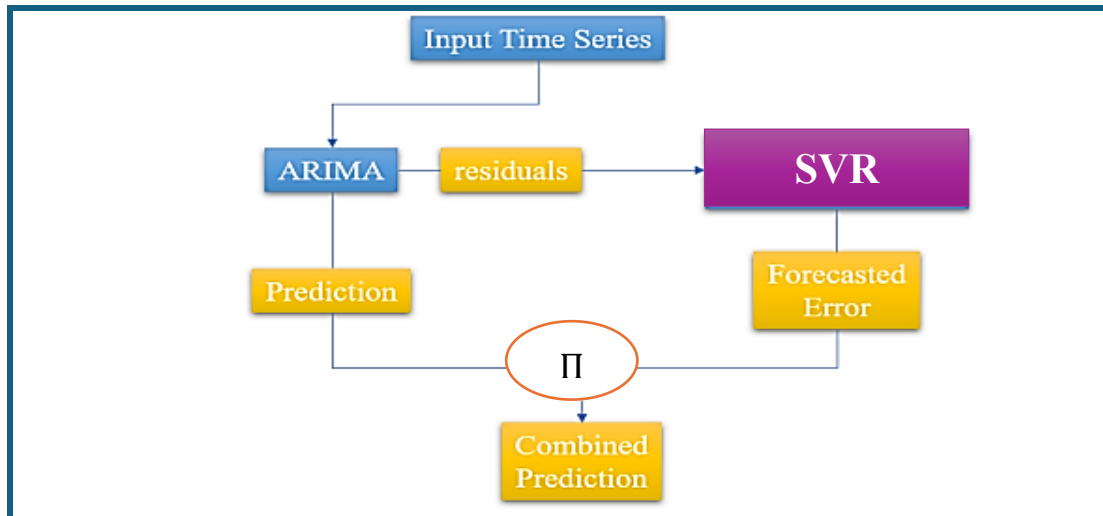 Input Time Series
ARIMA
residuals
SVR
Prediction
Forecasted
Error
Π
Combined
Prediction